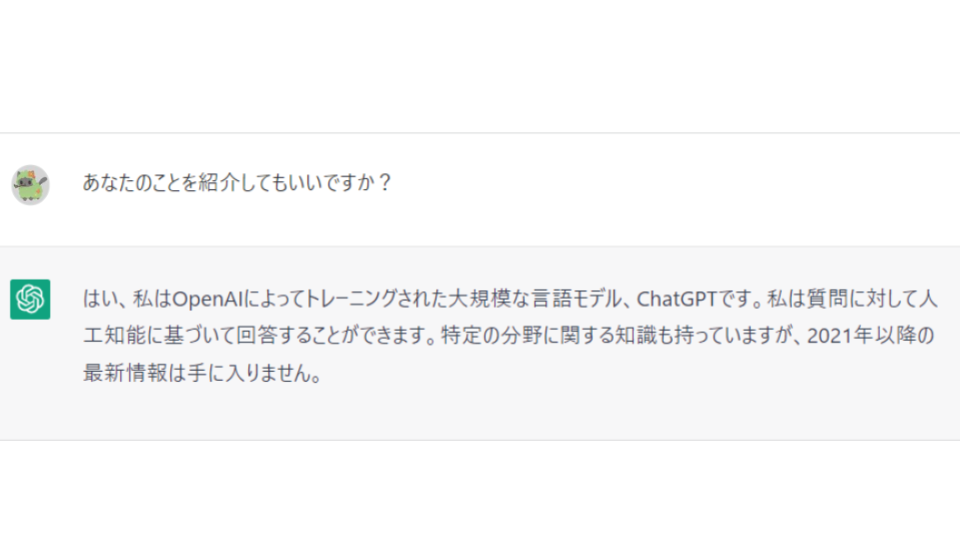 あなたのことを紹介してもいいですか？
はい、私はOpenAIによってトレーニングされた大規模な言語モデル、ChatGPTです。私は質問に対して人
工知能に基づいて回答することができます。特定の分野に関する知識も持っていますが、2021年以降の
最新情報は手に入りません。